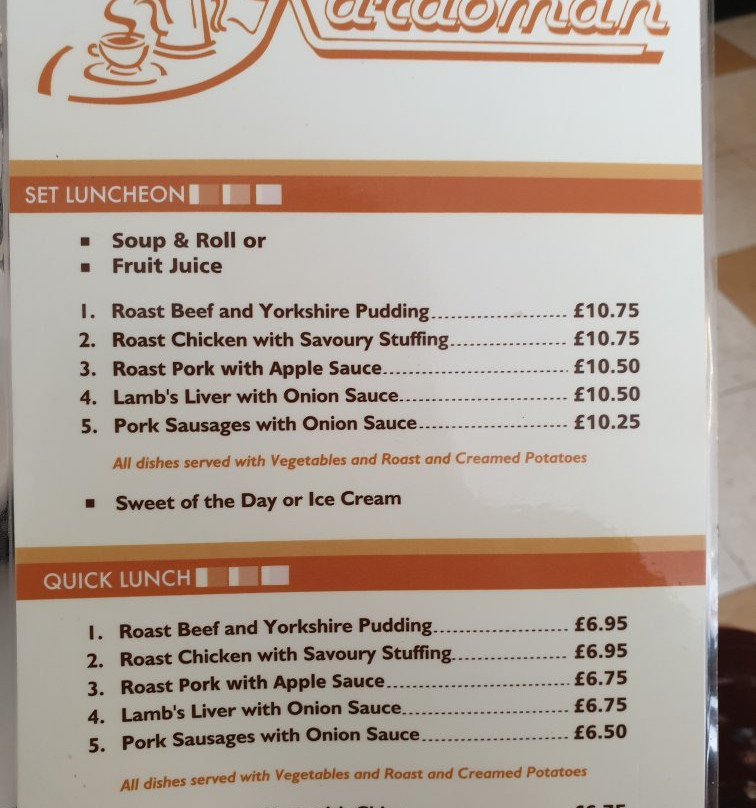 Kardomah
SET LUNCHEON
▪ Soup & Roll or
▪ Fruit Juice
1. Roast Beef and Yorkshire Pudding.................... £10.75
2. Roast Chicken with Savoury Stuffing................. £10.75
3. Roast Pork with Apple Sauce............................ £10.50
4. Lamb's Liver with Onion Sauce......................... £10.50
5. Pork Sausages with Onion Sauce...................... £10.25
All dishes served with Vegetables and Roast and Creamed Potatoes
▪ Sweet of the Day or Ice Cream
QUICK LUNCH
1. Roast Beef and Yorkshire Pudding.................... £6.95
2. Roast Chicken with Savoury Stuffing................. £6.95
3. Roast Pork with Apple Sauce............................ £6.75
4. Lamb's Liver with Onion Sauce......................... £6.75
5. Pork Sausages with Onion Sauce...................... £6.50
All dishes served with Vegetables and Roast and Creamed Potatoes